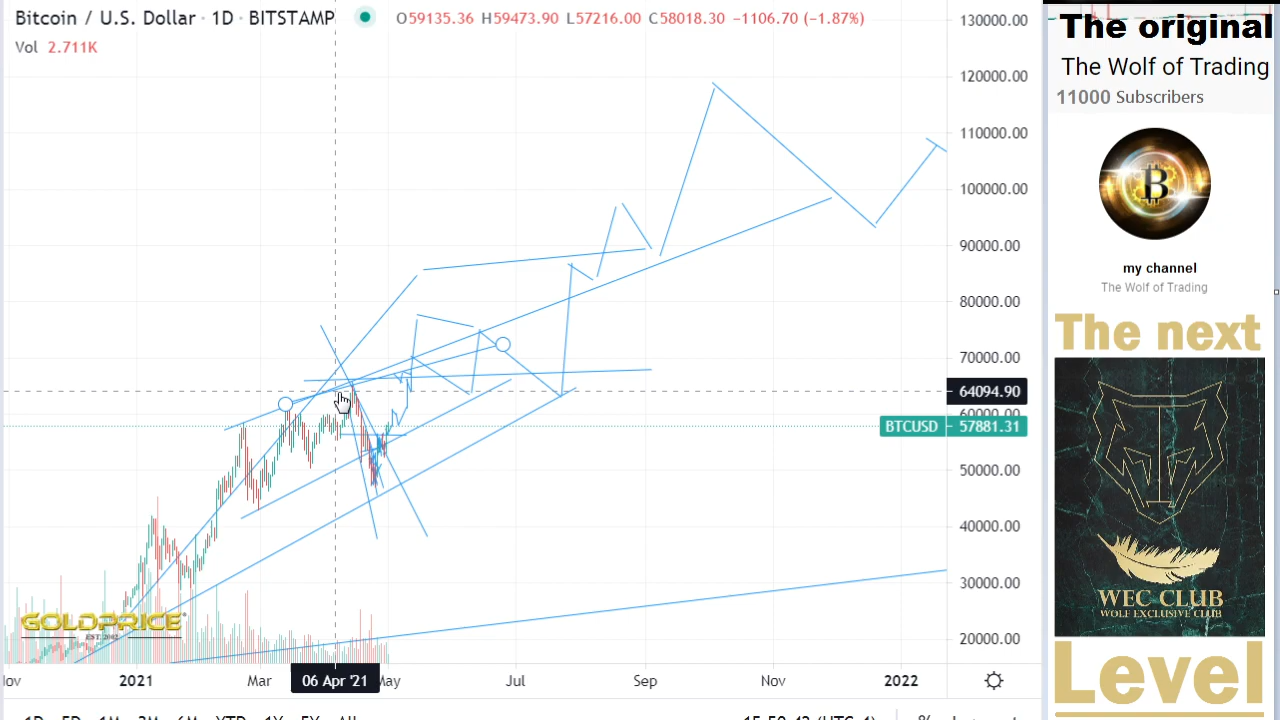 Bitcoin / U.S. Dollar · 1D · BITSTAMP O59135.36 H59473.90 L57216.00 C58018.30 −1106.70 (−1.87%)
Vol 2.711K
130000.00
120000.00
110000.00
100000.00
90000.00
80000.00
70000.00
64094.90
60000.00
BTCUSD 57881.31
50000.00
40000.00
30000.00
20000.00
GOLDPRICE®
EST. 2002
2021 Mar 06 Apr '21 May Jul Sep Nov 2022
The original
The Wolf of Trading
11000 Subscribers
B
my channel
The Wolf of Trading
The next
WEC CLUB
WOLF EXCLUSIVE CLUB
Level